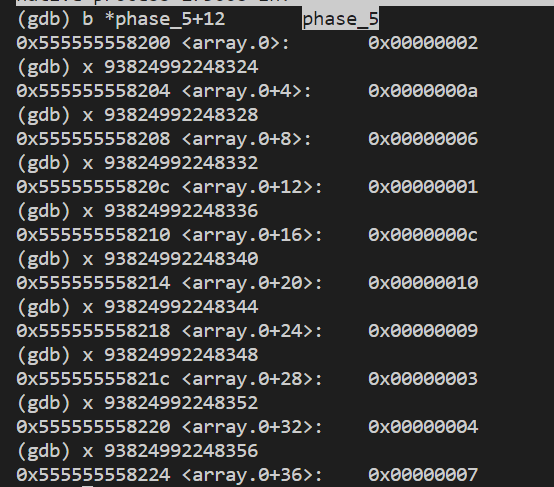 (gdb) b *phase_5+12 phase_5
0x555555558200 <array.0>: 0x00000002
(gdb) x 93824992248324
0x555555558204 <array.0+4>: 0x0000000a
(gdb) x 93824992248328
0x555555558208 <array.0+8>: 0x00000006
(gdb) x 93824992248332
0x55555555820c <array.0+12>: 0x00000001
(gdb) x 93824992248336
0x555555558210 <array.0+16>: 0x0000000c
(gdb) x 93824992248340
0x555555558214 <array.0+20>: 0x00000010
(gdb) x 93824992248344
0x555555558218 <array.0+24>: 0x00000009
(gdb) x 93824992248348
0x55555555821c <array.0+28>: 0x00000003
(gdb) x 93824992248352
0x555555558220 <array.0+32>: 0x00000004
(gdb) x 93824992248356
0x555555558224 <array.0+36>: 0x00000007